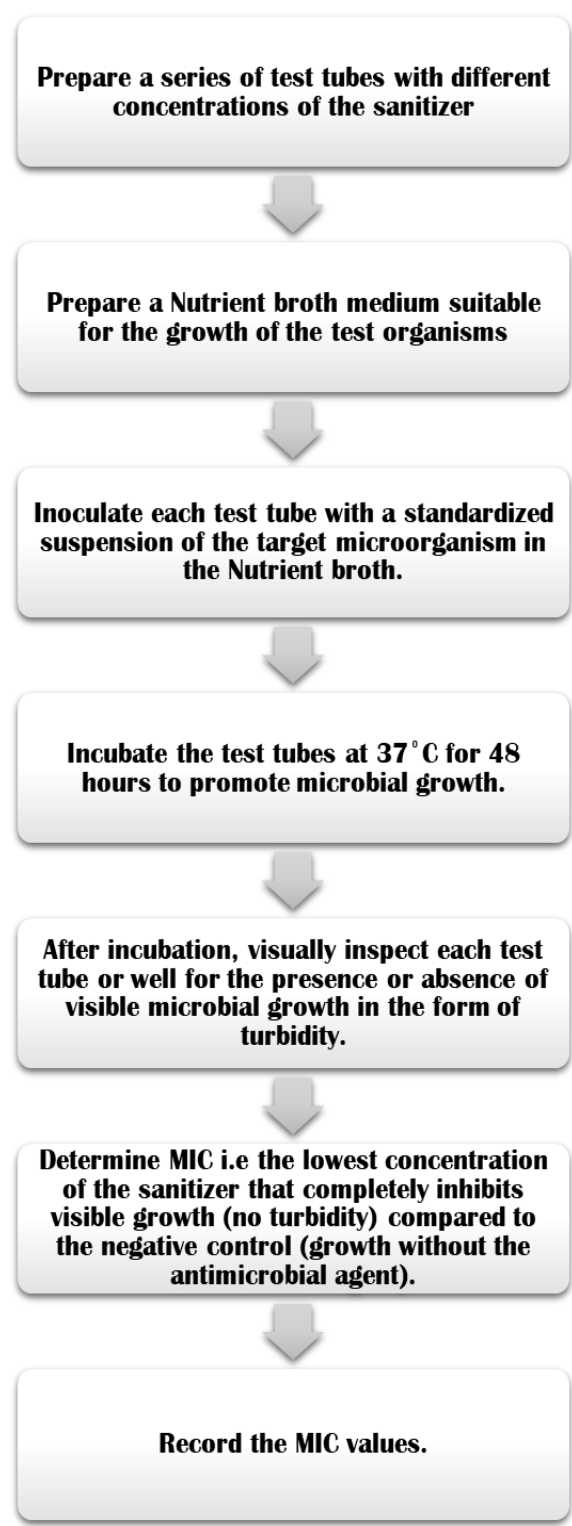 Prepare a series of test tubes with different
concentrations of the sanitizer
Prepare a Nutrient broth medium suitable
for the growth of the test organisms
Inoculate each test tube with a standardized
suspension of the target microorganism in
the Nutrient broth.
Incubate the test tubes at 37°C for 48
hours to promote microbial growth.
After incubation, visually inspect each test
tube or well for the presence or absence of
visible microbial growth in the form of
turbidity.
Determine MIC i.e the lowest concentration
of the sanitizer that completely inhibits
visible growth (no turbidity) compared to
the negative control (growth without the
antimicrobial agent).
Record the MIC values.